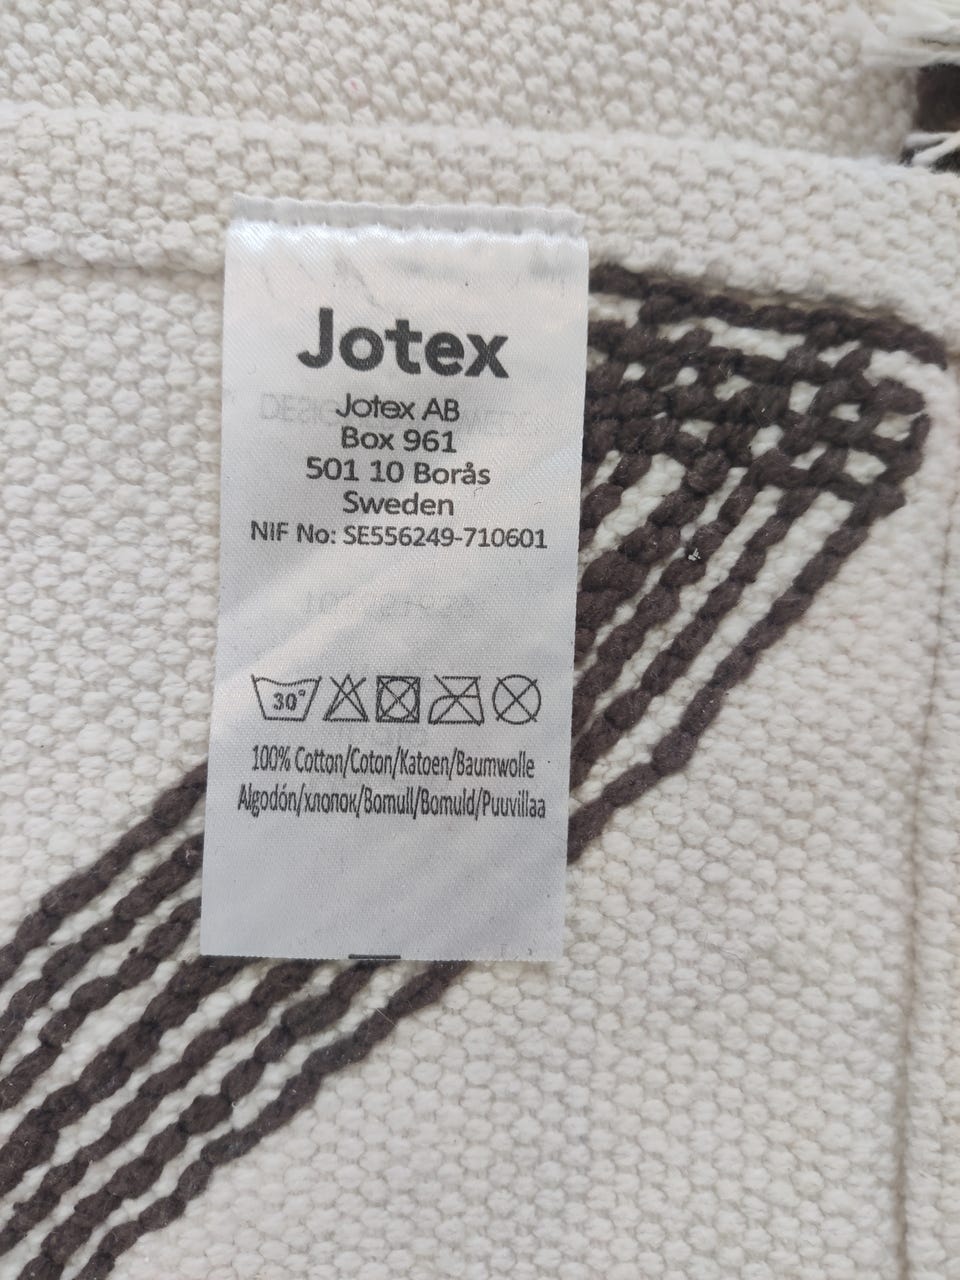 Jotex
Jotex AB
Box 961
501 10 Borås
Sweden
NIF No: SE556249-710601
30°
100% Cotton/Coton/Katoen/Baumwolle
Algodón/хлопок/Bomull/Bomuld/Puuvillaa